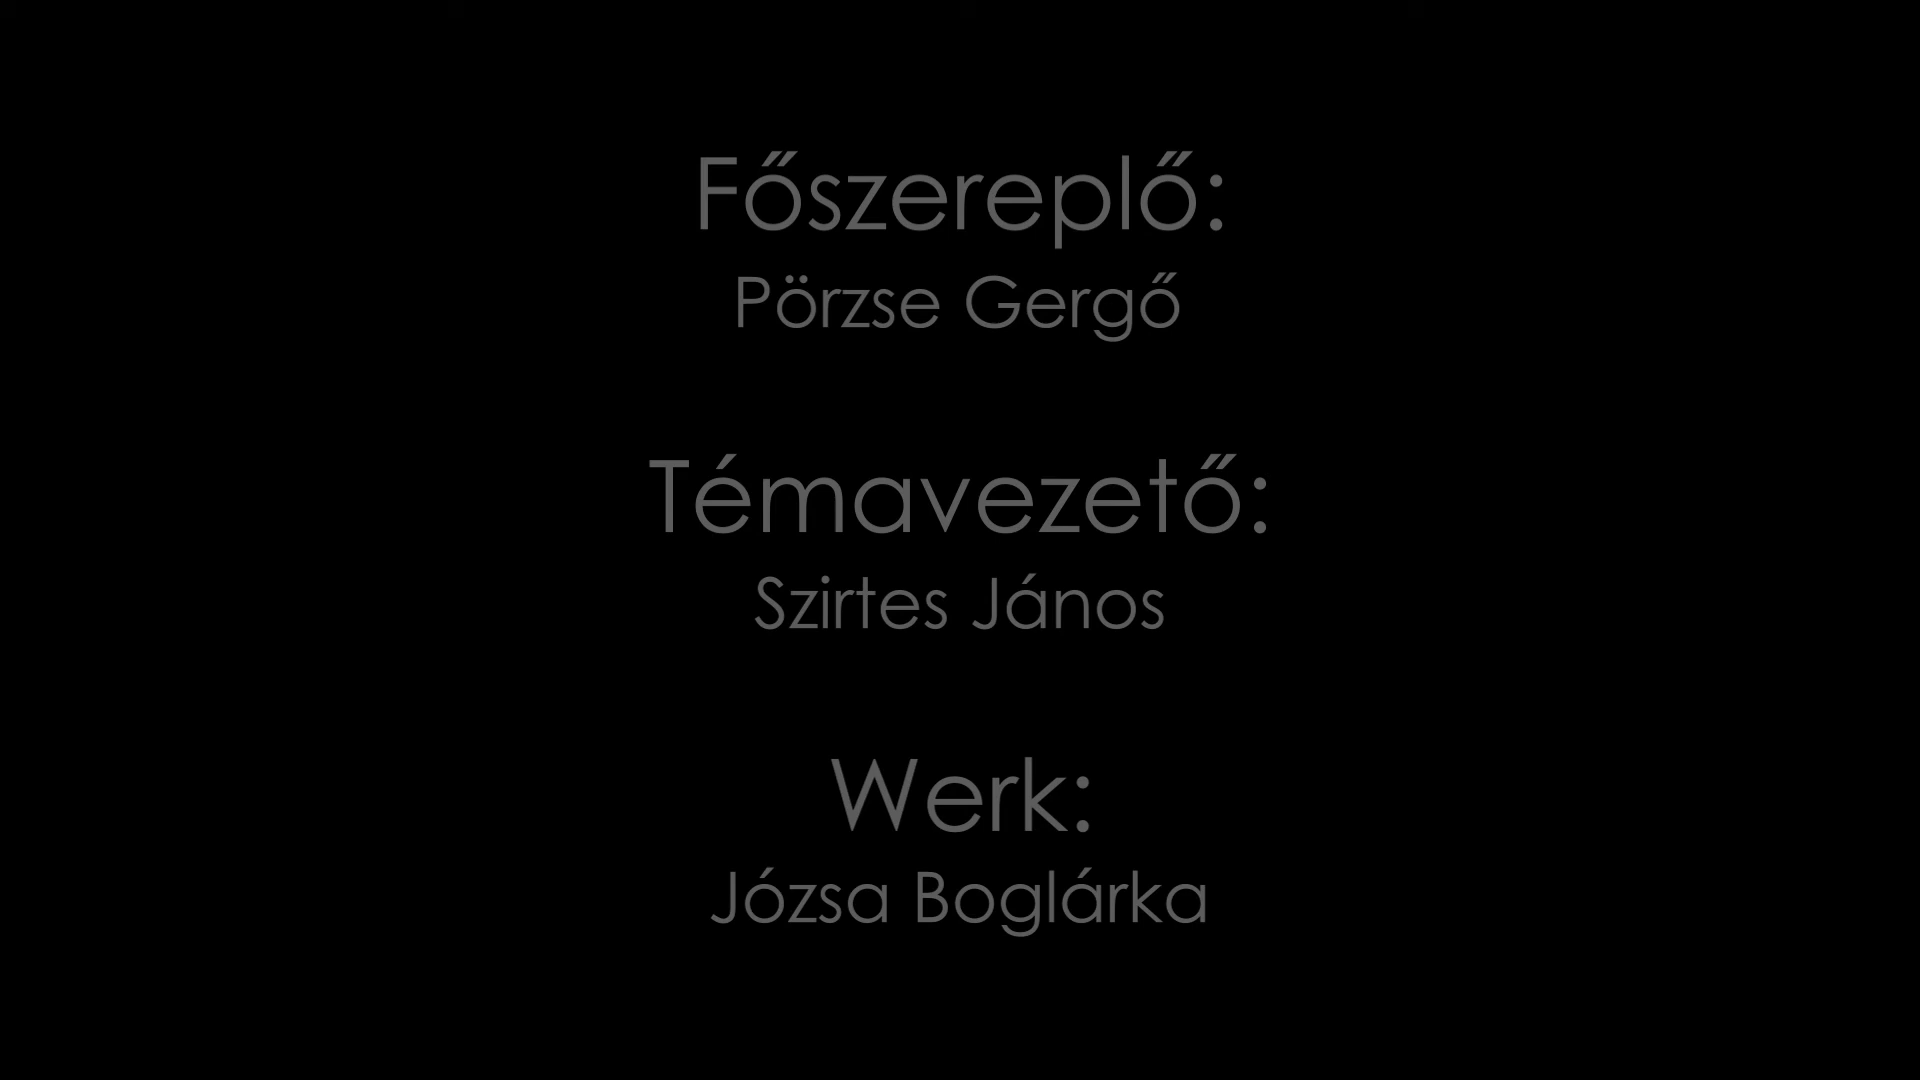 Főszereplő:
Pörzse Gergő
Témavezető:
Szirtes János
Werk:
Józsa Boglárka